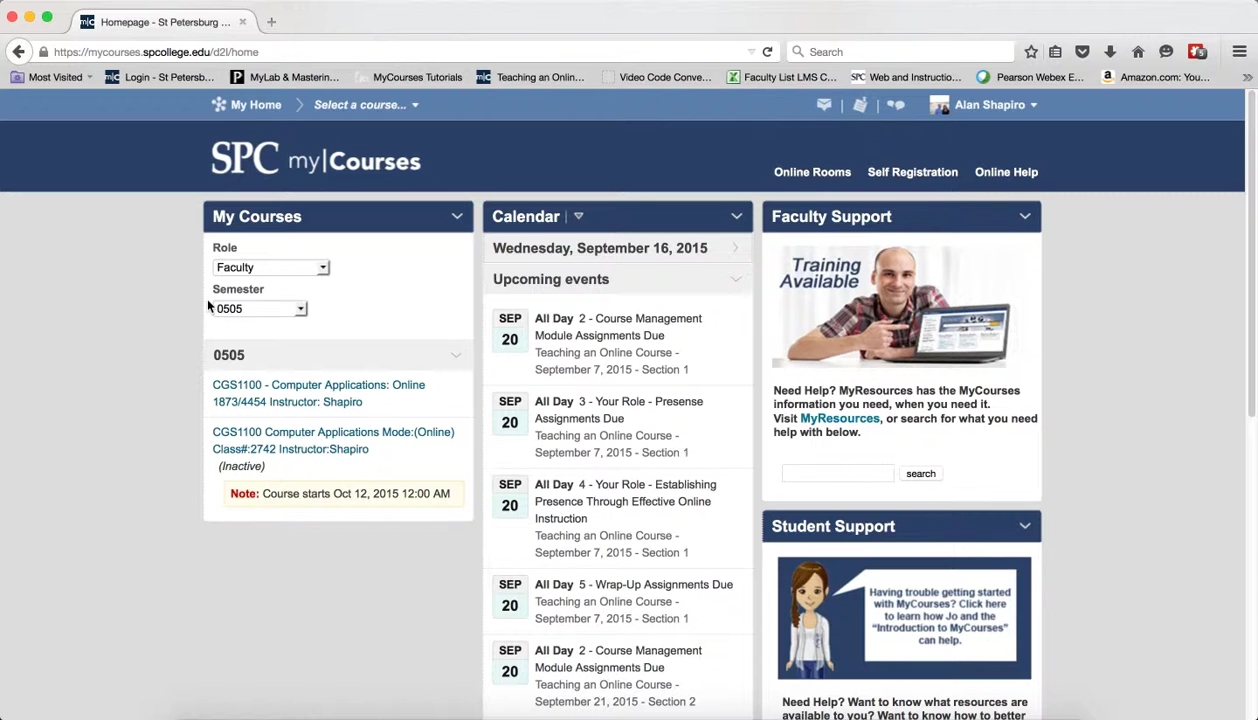 Homepage - St Petersburg ...
https://mycourses.spcollege.edu/d2l/home
Search
Most Visited
Login - St Petersb...
MyLab & Mastering...
MyCourses Tutorials
Teaching an Onlin...
Video Code Conve...
Faculty List LMS C...
Web and Instructio...
Pearson Webex E...
Amazon.com: You...
My Home
Select a course...
Alan Shapiro
SPC my|Courses
Online Rooms
Self Registration
Online Help
My Courses
Role
Faculty
Semester
0505
0505
CGS1100 - Computer Applications: Online
1873/4454 Instructor: Shapiro
CGS1100 Computer Applications Mode:(Online)
Class#:2742 Instructor:Shapiro
(Inactive)
Note: Course starts Oct 12, 2015 12:00 AM
Calendar
Wednesday, September 16, 2015
Upcoming events
SEP
20
All Day 2 - Course Management
Module Assignments Due
Teaching an Online Course -
September 7, 2015 - Section 1
SEP
20
All Day 3 - Your Role - Presense
Assignments Due
Teaching an Online Course -
September 7, 2015 - Section 1
SEP
20
All Day 4 - Your Role - Establishing
Presence Through Effective Online
Instruction
Teaching an Online Course -
September 7, 2015 - Section 1
SEP
20
All Day 5 - Wrap-Up Assignments Due
Teaching an Online Course -
September 7, 2015 - Section 1
SEP
20
All Day 2 - Course Management
Module Assignments Due
Teaching an Online Course -
September 21, 2015 - Section 2
Faculty Support
Training
Available
Need Help? MyResources has the MyCourses
information you need, when you need it.
Visit MyResources, or search for what you need
help with below.
search
Student Support
Having trouble getting started
with MyCourses? Click here
to learn how Jo and the
"Introduction to MyCourses"
can help.
Need Help? Want to know what resources are
available to you? Want to know how to better